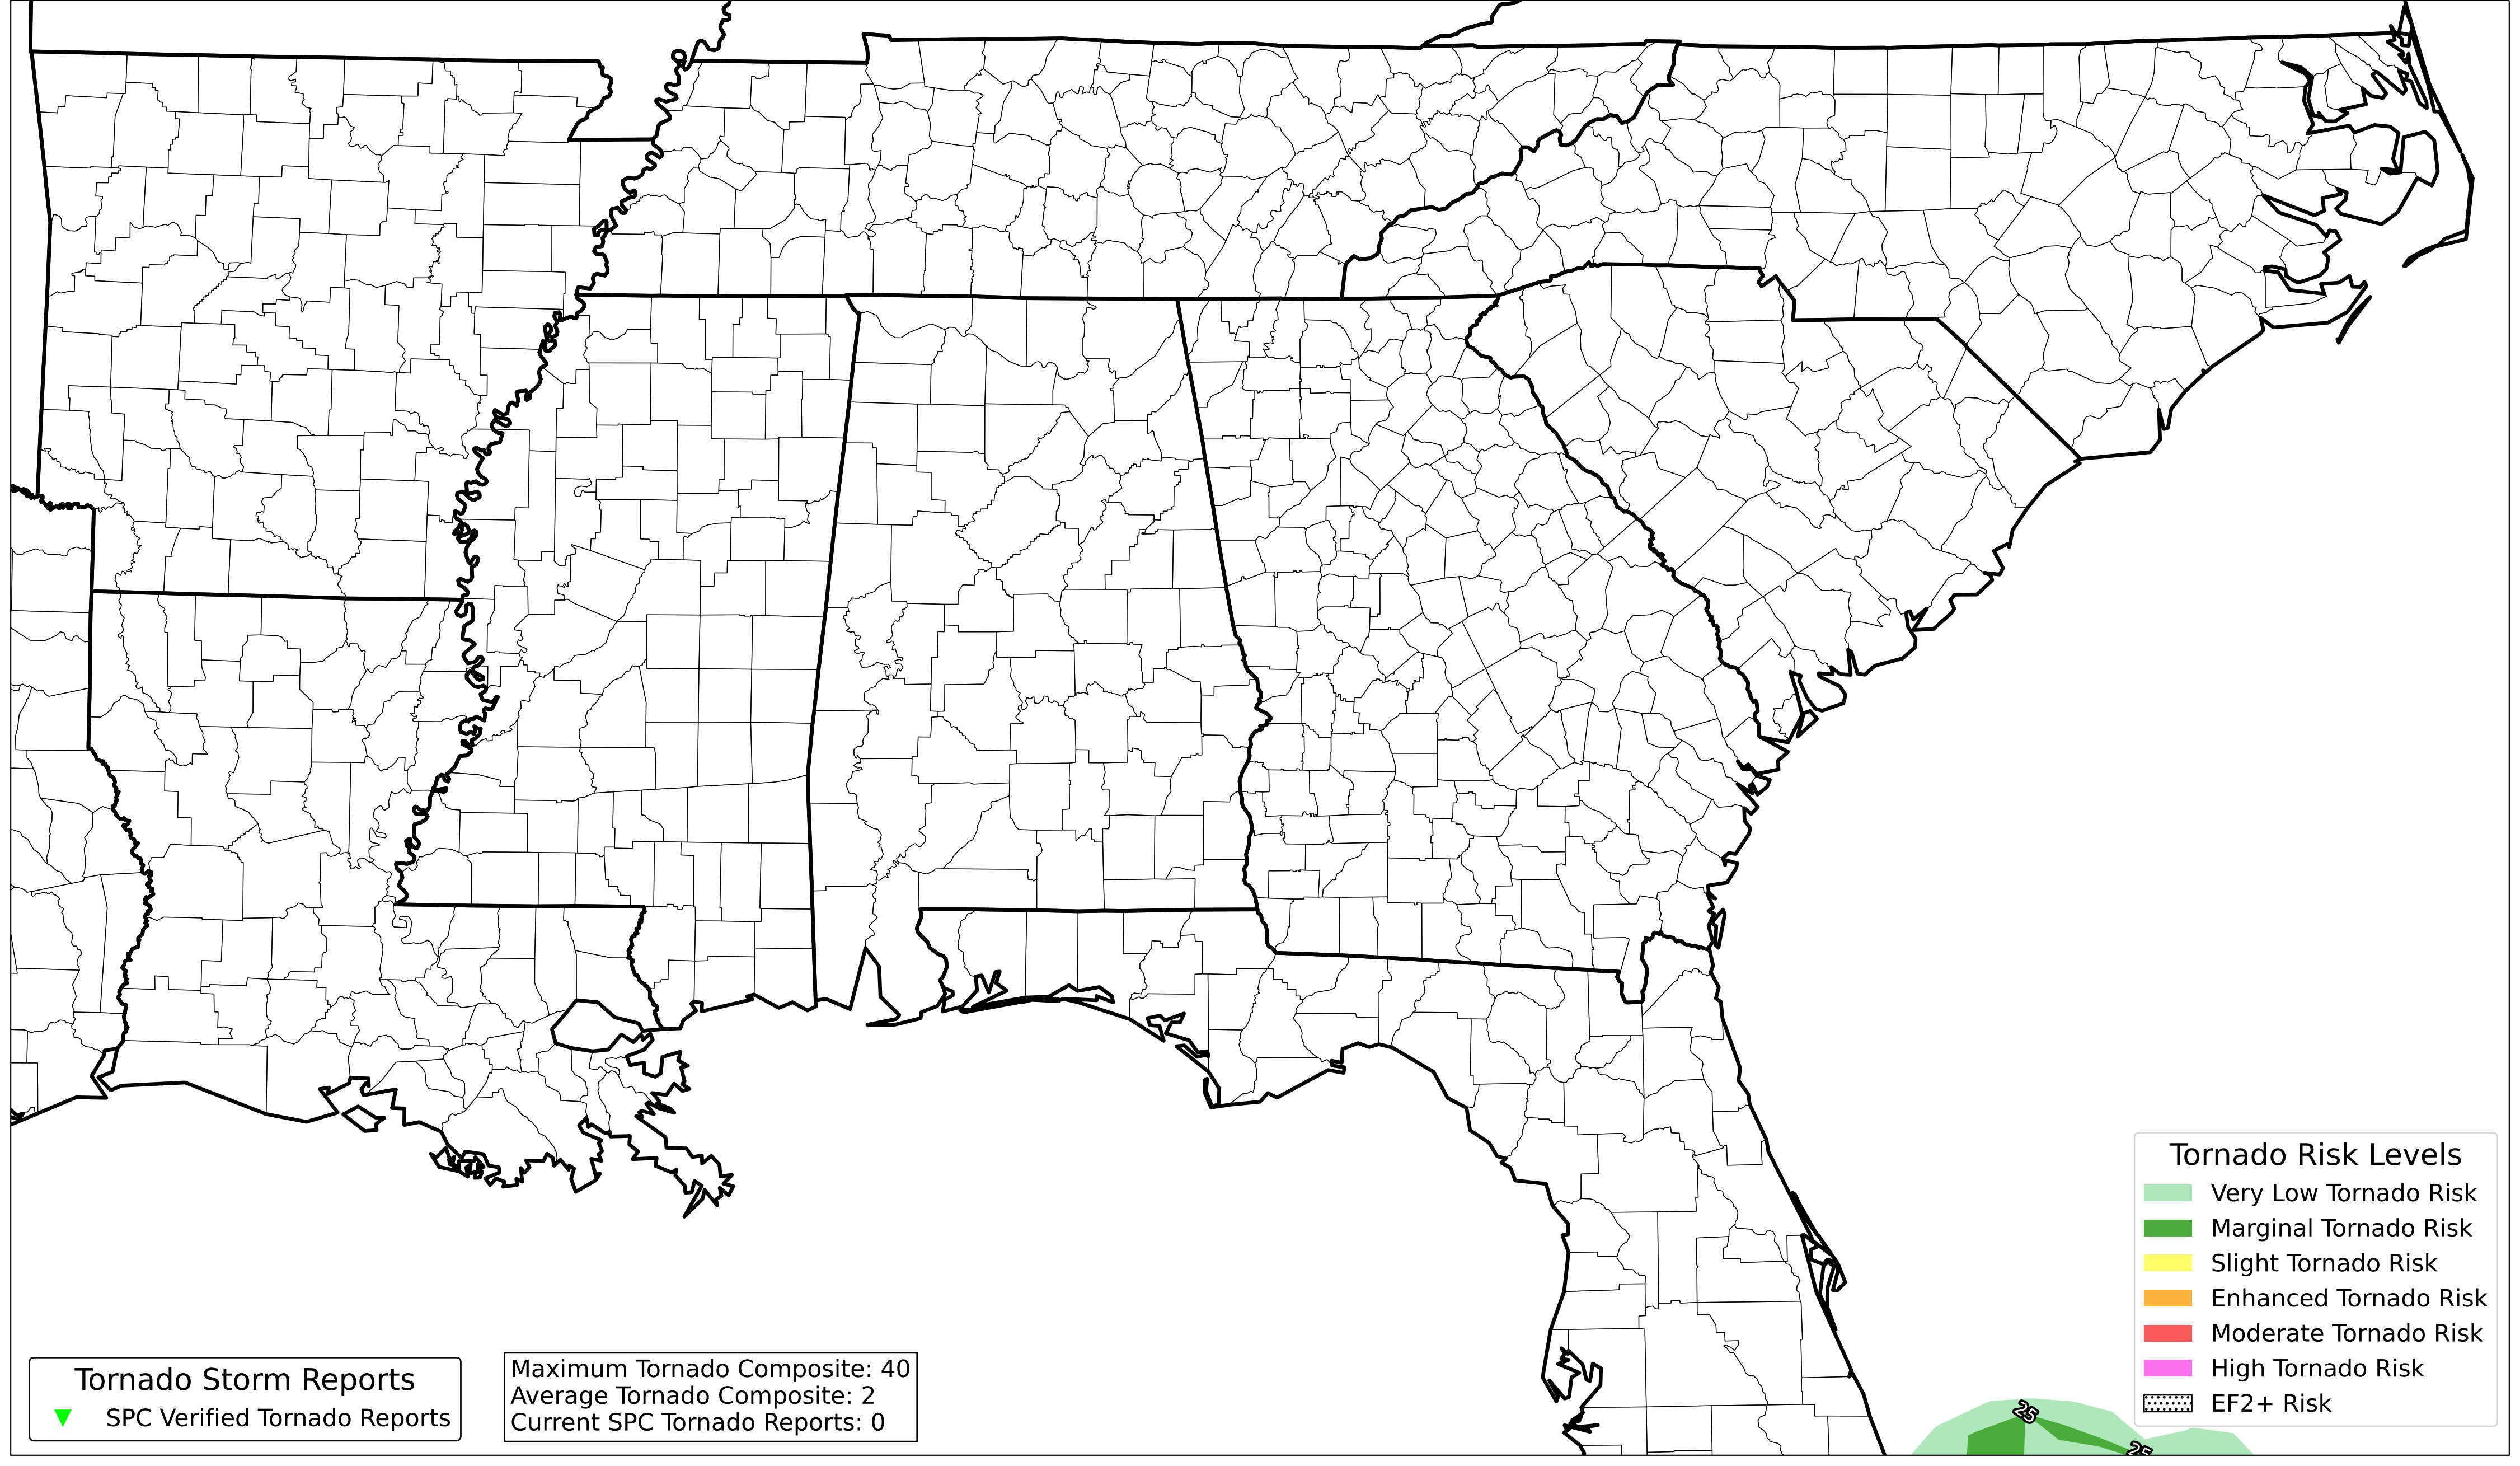 Tornado Risk Levels
Very Low Tornado Risk
Marginal Tornado Risk
Slight Tornado Risk
Enhanced Tornado Risk
Moderate Tornado Risk
High Tornado Risk
EF2+ Risk
Tornado Storm Reports
SPC Verified Tornado Reports
Maximum Tornado Composite: 40
Average Tornado Composite: 2
Current SPC Tornado Reports: 0
25
25